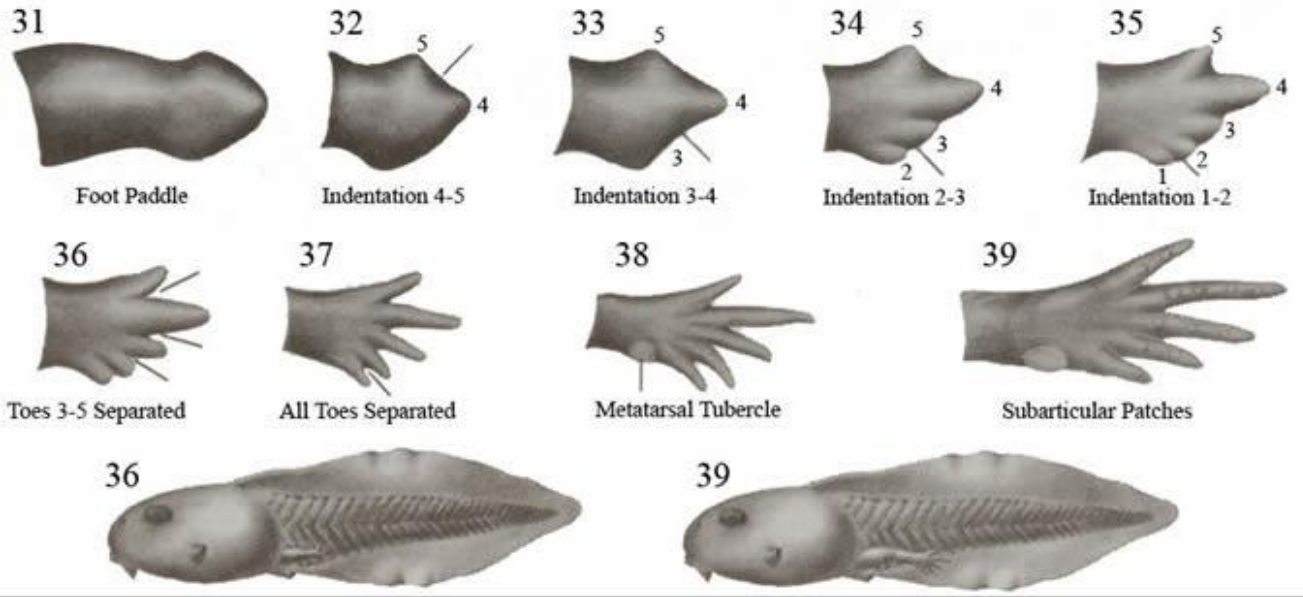 31
Foot Paddle
32
5
4
Indentation 4-5
33
5
4
3
Indentation 3-4
34
5
4
3
2
Indentation 2-3
35
5
4
3
2
1
Indentation 1-2
36
Toes 3-5 Separated
37
All Toes Separated
38
Metatarsal Tubercle
39
Subarticular Patches
36
39